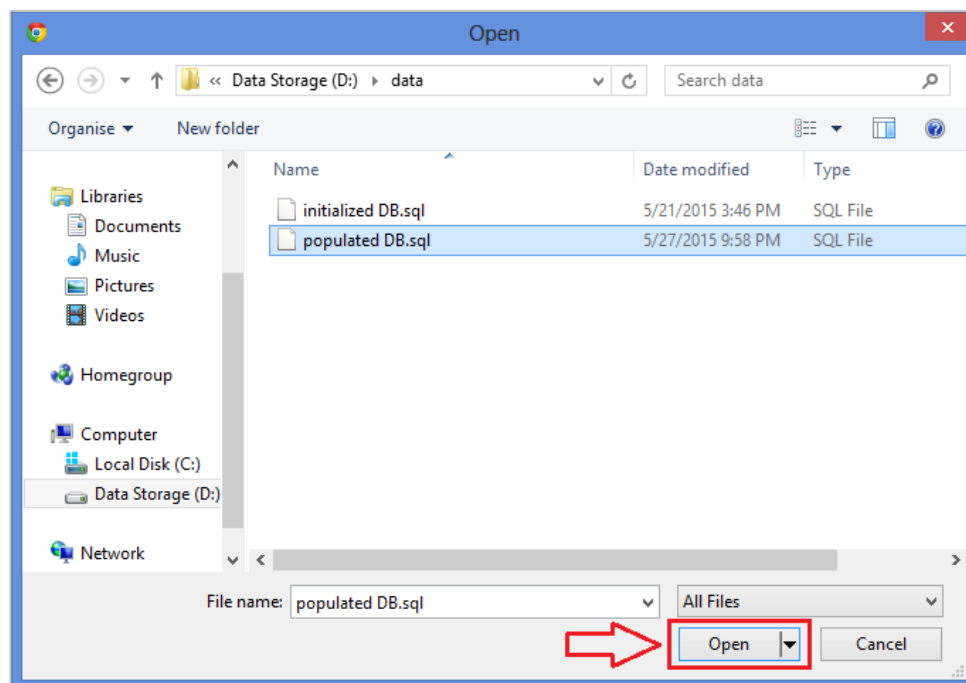 Open
« Data Storage (D:) data
Search data
Organise New folder
Name Date modified Type
initialized DB.sql 5/21/2015 3:46 PM SQL File
populated DB.sql 5/27/2015 9:58 PM SQL File
Libraries
Documents
Music
Pictures
Videos
Homegroup
Computer
Local Disk (C:)
Data Storage (D:)
Network
File name: populated DB.sql All Files
Open Cancel